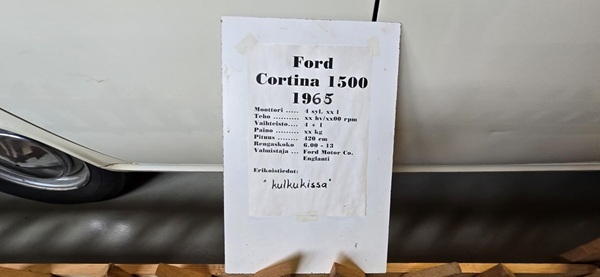 Ford
Cortina 1500
1965
Moottori ..... 4 syl. xx l
Teho .......... xx hv/xx00 rpm
Vaihteisto.... 4 + 1
Paino ......... xx kg
Pituus ........ 420 cm
Rengaskoko 6.00 - 13
Valmistaja ... Ford Motor Co.
Englanti
Erikoistiedot:
"kulkukissa"